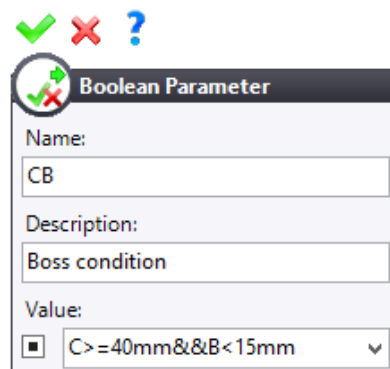 ?
Boolean Parameter
Name:
CB
Description:
Boss condition
Value:
C>=40mm&&B<15mm